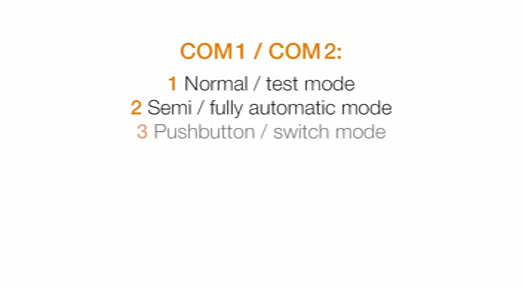 COM1 / COM2:
1 Normal / test mode
2 Semi / fully automatic mode
3 Pushbutton / switch mode